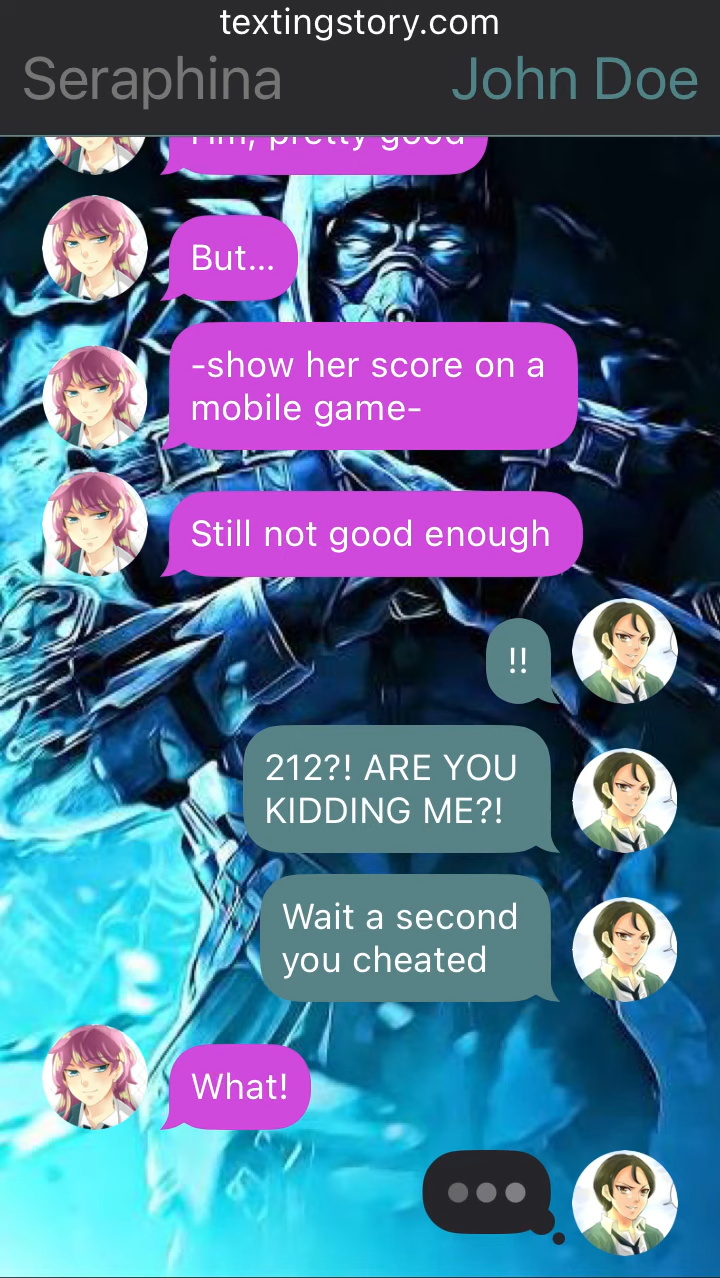 textingstory.com
Seraphina
John Doe
pretty good
But...
-show her score on a
mobile game-
Still not good enough
!!
212?! ARE YOU
KIDDING ME?!
Wait a second
you cheated
What!